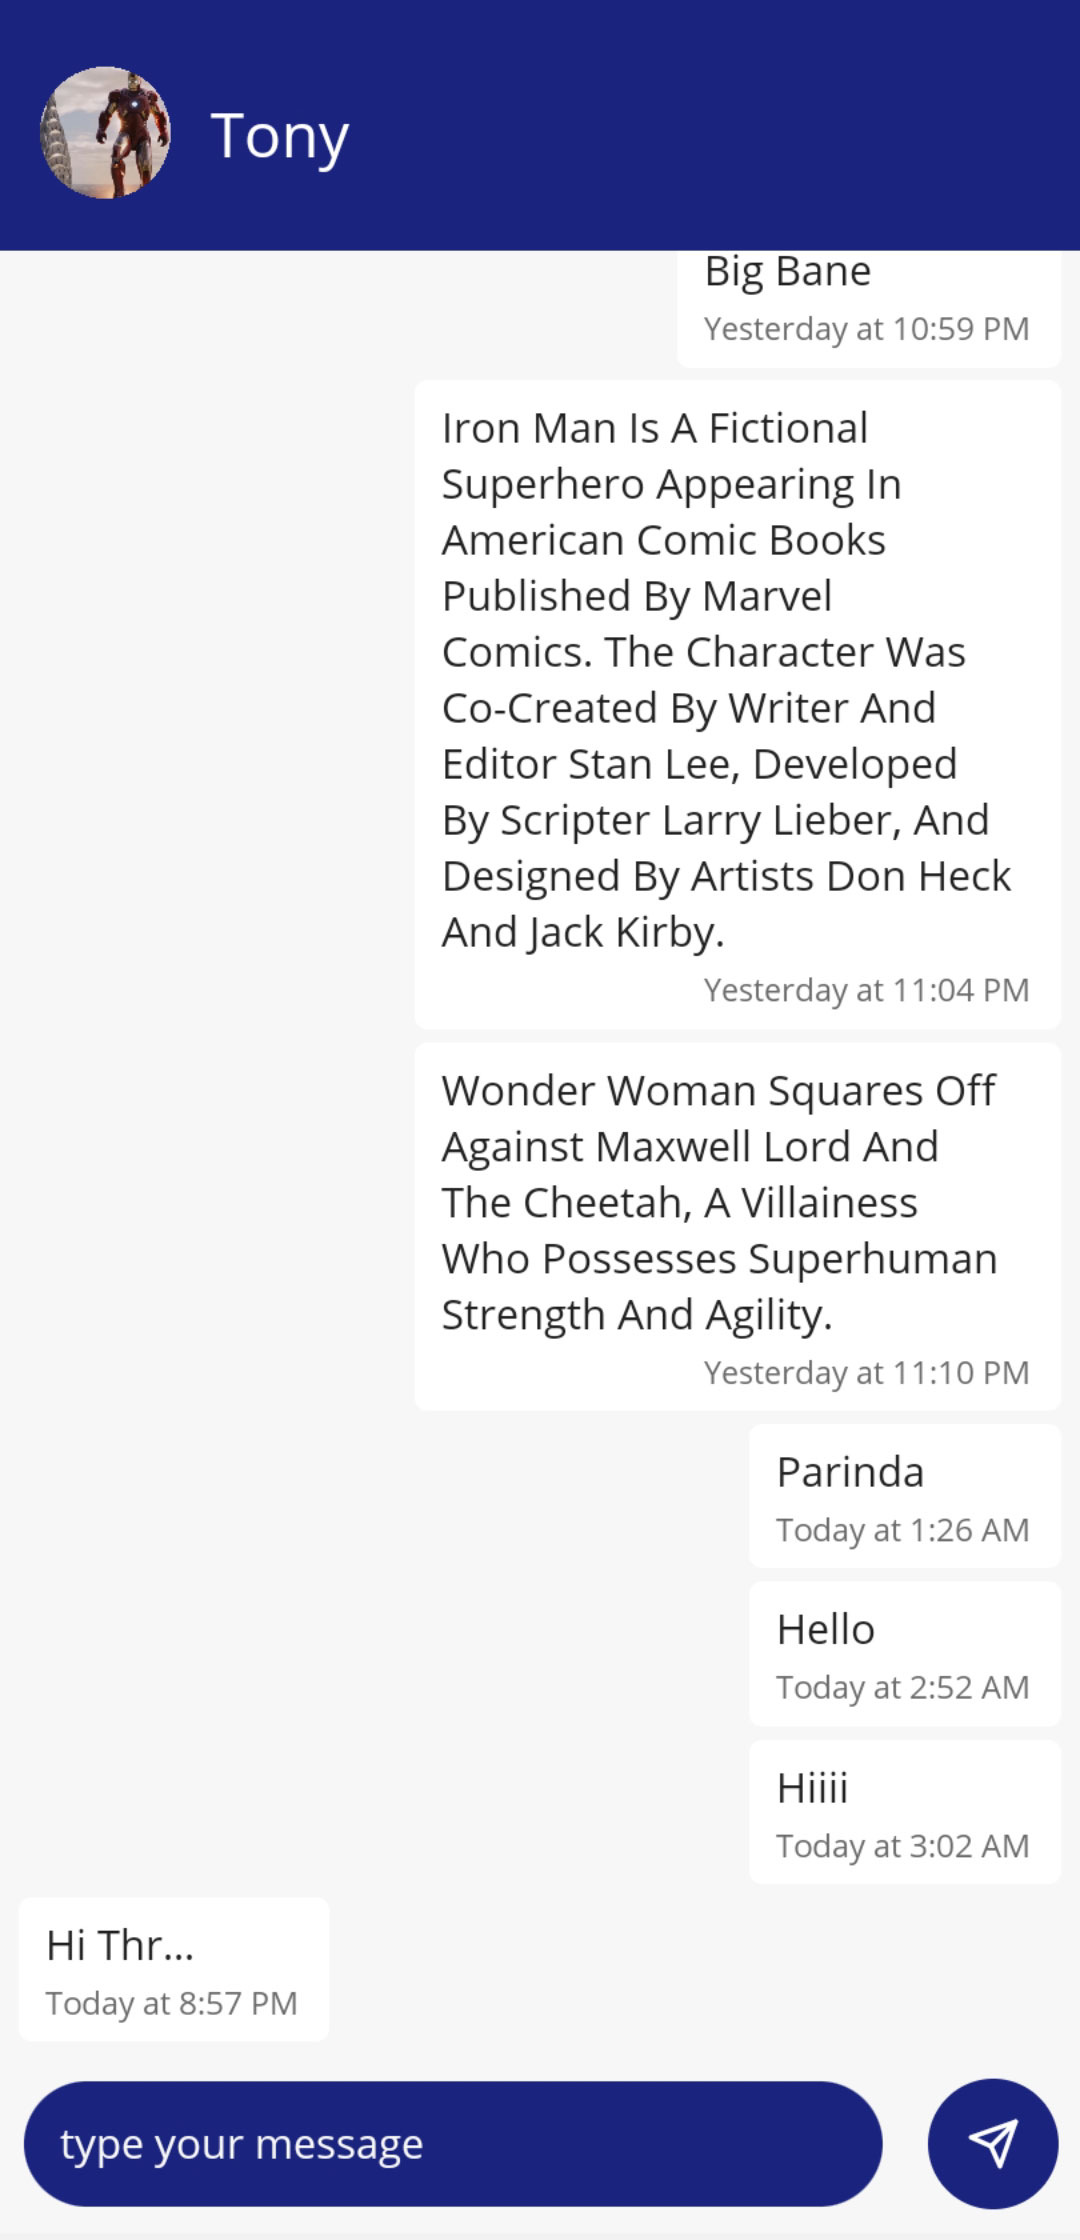 Tony
Big Bane
Yesterday at 10:59 PM
Iron Man Is A Fictional
Superhero Appearing In
American Comic Books
Published By Marvel
Comics. The Character Was
Co-Created By Writer And
Editor Stan Lee, Developed
By Scripter Larry Lieber, And
Designed By Artists Don Heck
And Jack Kirby.
Yesterday at 11:04 PM
Wonder Woman Squares Off
Against Maxwell Lord And
The Cheetah, A Villainess
Who Possesses Superhuman
Strength And Agility.
Yesterday at 11:10 PM
Parinda
Today at 1:26 AM
Hello
Today at 2:52 AM
Hiiii
Today at 3:02 AM
Hi Thr...
Today at 8:57 PM
type your message